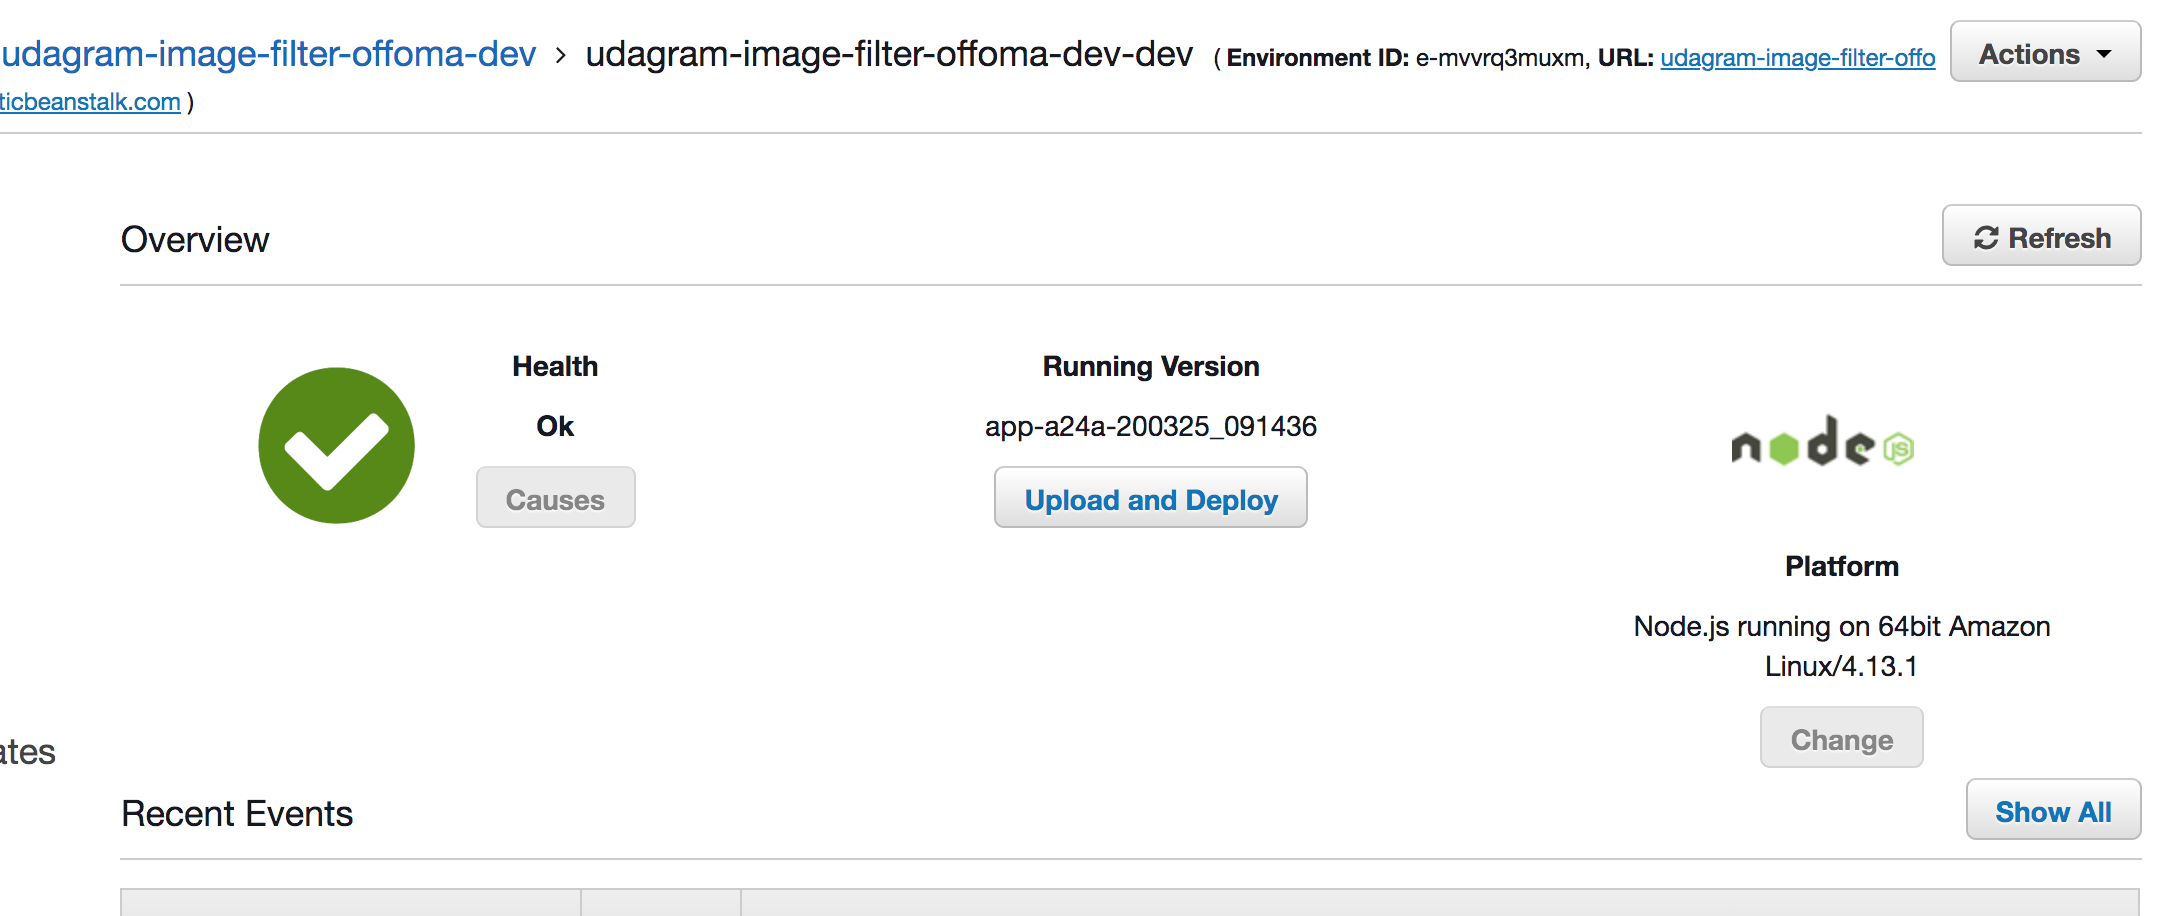 udagram-image-filter-offoma-dev › udagram-image-filter-offoma-dev-dev ( Environment ID: e-mvvrq3muxm, URL: udagram-image-filter-offo
ticbeanstalk.com )
Actions
Overview
Refresh
Health
Ok
Causes
Running Version
app-a24a-200325_091436
Upload and Deploy
node JS
Platform
Node.js running on 64bit Amazon
Linux/4.13.1
Change
ates
Recent Events
Show All